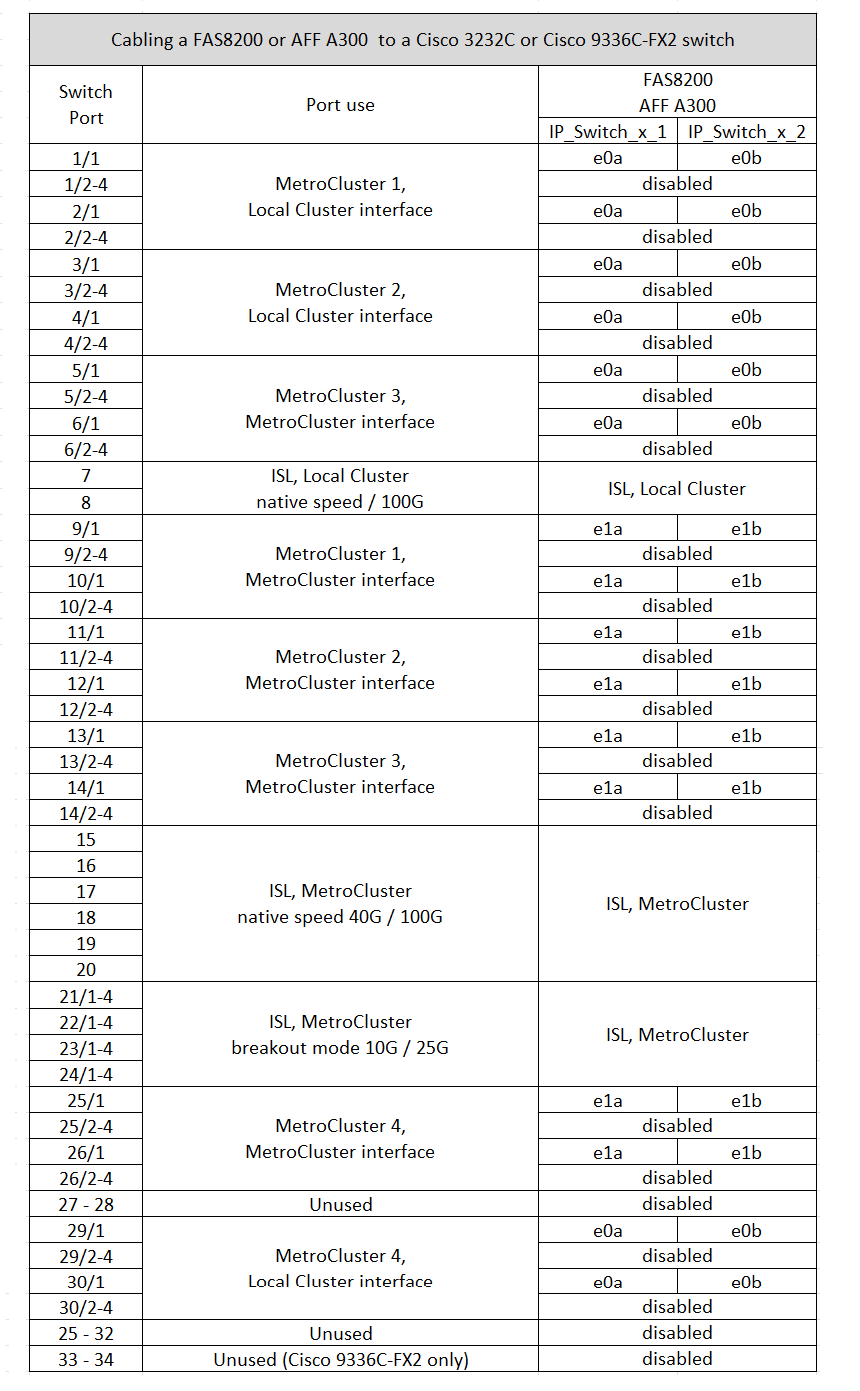 Cabling a FAS8200 or AFF A300 to a Cisco 3232C or Cisco 9336C-FX2 switch
Switch
Port
Port use
FAS8200
AFF A300
IP_Switch_x_1 IP_Switch_x_2
1/1 e0a e0b
1/2-4 MetroCluster 1, disabled
2/1 Local Cluster interface e0a e0b
2/2-4 disabled
3/1 e0a e0b
3/2-4 MetroCluster 2, disabled
4/1 Local Cluster interface e0a e0b
4/2-4 disabled
5/1 e0a e0b
5/2-4 MetroCluster 3, disabled
6/1 MetroCluster interface e0a e0b
6/2-4 disabled
7 ISL, Local Cluster
8 native speed / 100G
ISL, Local Cluster
9/1 e1a e1b
9/2-4 MetroCluster 1, disabled
10/1 MetroCluster interface e1a e1b
10/2-4 disabled
11/1 e1a e1b
11/2-4 MetroCluster 2, disabled
12/1 MetroCluster interface e1a e1b
12/2-4 disabled
13/1 e1a e1b
13/2-4 MetroCluster 3, disabled
14/1 MetroCluster interface e1a e1b
14/2-4 disabled
15
16
17
18
19
20
ISL, MetroCluster
native speed 40G / 100G
ISL, MetroCluster
21/1-4
22/1-4
23/1-4
24/1-4
ISL, MetroCluster
breakout mode 10G / 25G
ISL, MetroCluster
25/1 e1a e1b
25/2-4 MetroCluster 4, disabled
26/1 MetroCluster interface e1a e1b
26/2-4 disabled
27 - 28 Unused disabled
29/1 e0a e0b
29/2-4 MetroCluster 4, disabled
30/1 Local Cluster interface e0a e0b
30/2-4 disabled
25 - 32 Unused disabled
33 - 34 Unused (Cisco 9336C-FX2 only) disabled